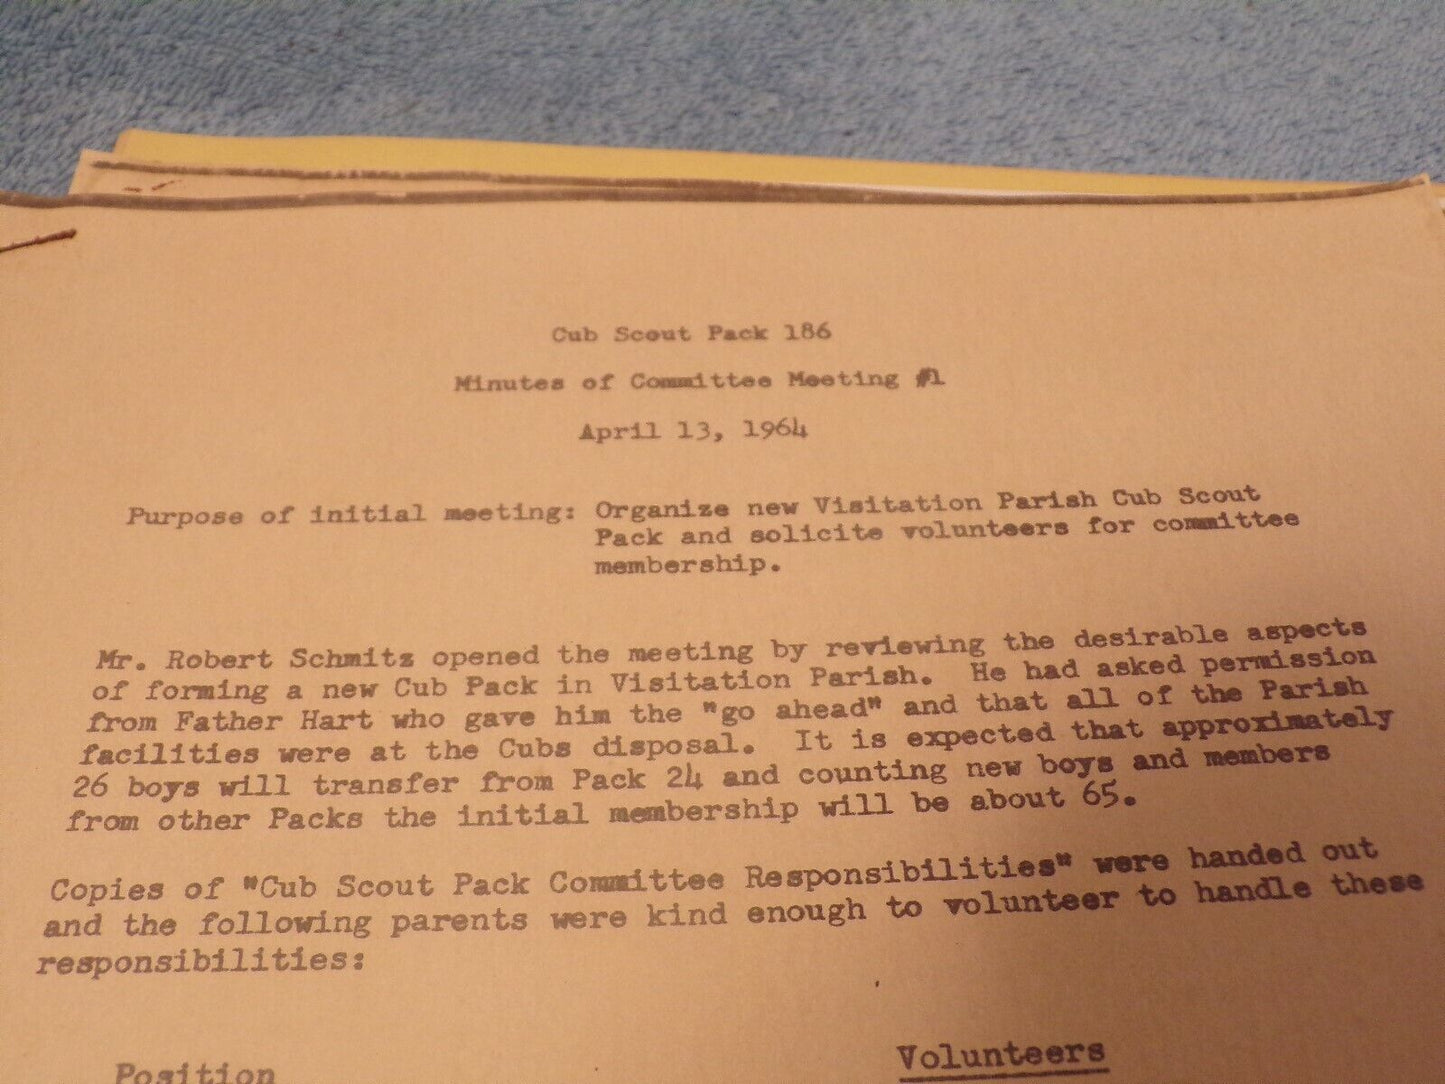 Cub Scout Pack 186
Minutes of Committee Meeting #1
April 13, 1964
Purpose of initial meeting: Organize new Visitation Parish Cub Scout
Pack and solicite volunteers for committee
membership.
Mr. Robert Schmitz opened the meeting by reviewing the desirable aspects
of forming a new Cub Pack in Visitation Parish. He had asked permission
from Father Hart who gave him the "go ahead" and that all of the Parish
facilities were at the Cubs disposal. It is expected that approximately
26 boys will transfer from Pack 24 and counting new boys and members
from other Packs the initial membership will be about 65.
Copies of "Cub Scout Pack Committee Responsibilities" were handed out
and the following parents were kind enough to volunteer to handle these
responsibilities:
Position Volunteers